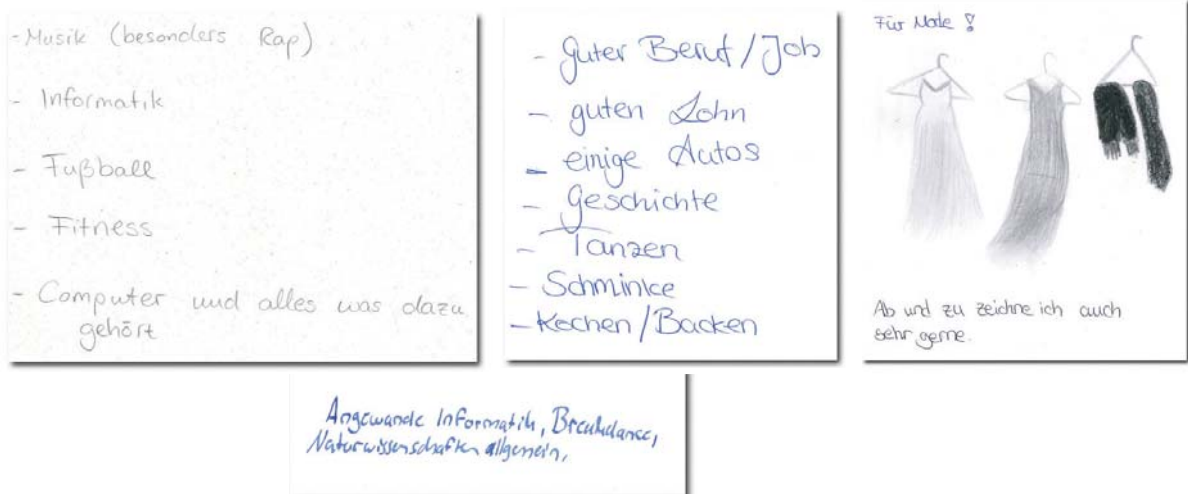 - Musik (besonders Rap)
- Informatik
- Fußball
- Fitness
- Computer und alles was dazu
gehört
- guter Beruf / Job
- guten Lohn
- einige Autos
- Geschichte
- Tanzen
- Schminke
- Kochen / Backen
Für Mode !
Ab und zu zeichne ich auch
sehr gerne.
Angewande Informatik, Breakdance,
Naturwissenschaften allgemein,